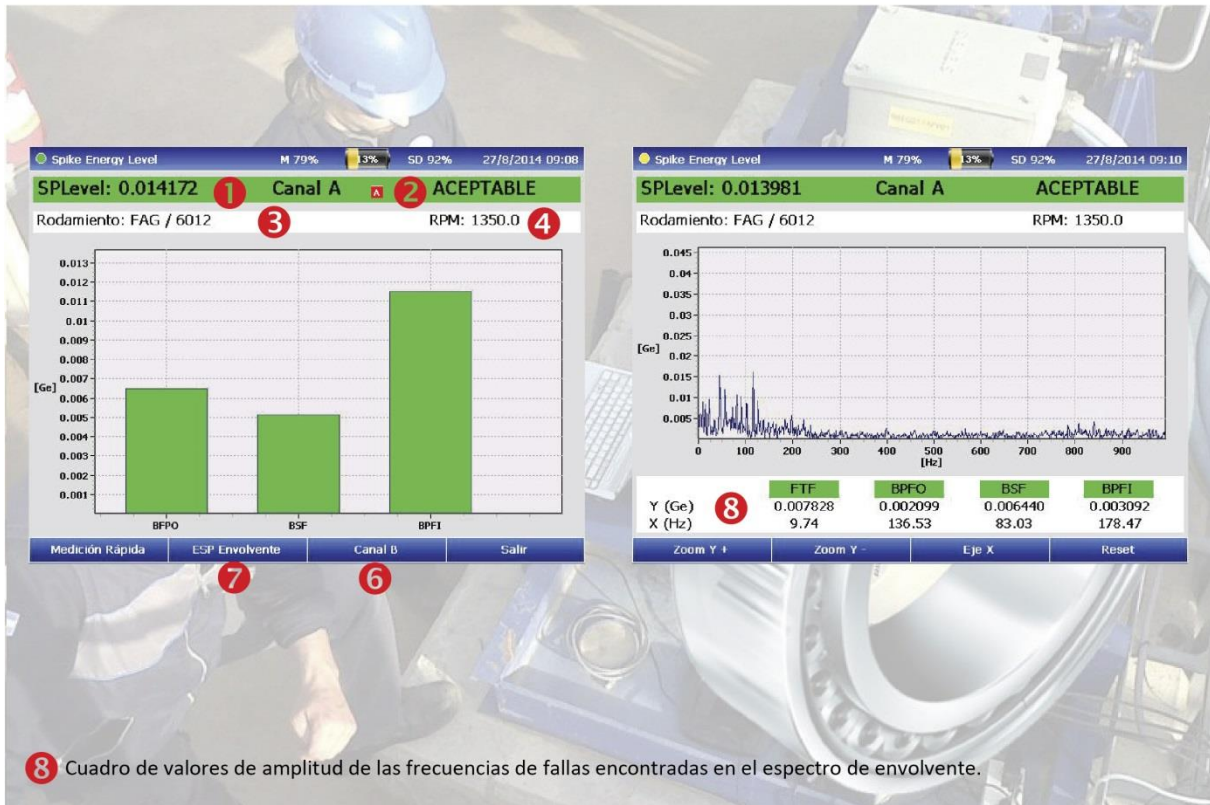 Spike Energy Level M 79% 13% SD 92% 27/8/2014 09:08
SPLevel: 0.014172 1 Canal A A 2 ACEPTABLE
Rodamiento: FAG / 6012 3 RPM: 1350.0 4
0.013
0.012
0.011
0.01
0.009
0.008
[Ge] 0.007
0.006
0.005
0.004
0.003
0.002
0.001
BFPO BSF BPFI
Medición Rápida ESP Envolvente Canal B Salir
7 6
Spike Energy Level M 79% 13% SD 92% 27/8/2014 09:10
SPLevel: 0.013981 Canal A ACEPTABLE
Rodamiento: FAG / 6012 RPM: 1350.0
0.045
0.04
0.035
0.03
0.025
[Ge] 0.02
0.015
0.01
0.005
0 100 200 300 400 500 600 700 800 900
[Hz]
FTF BPFO BSF BPFI
Y (Ge) 8 0.007828 0.002099 0.006440 0.003092
X (Hz) 9.74 136.53 83.03 178.47
Zoom Y + Zoom Y - Eje X Reset
8 Cuadro de valores de amplitud de las frecuencias de fallas encontradas en el espectro de envolvente.